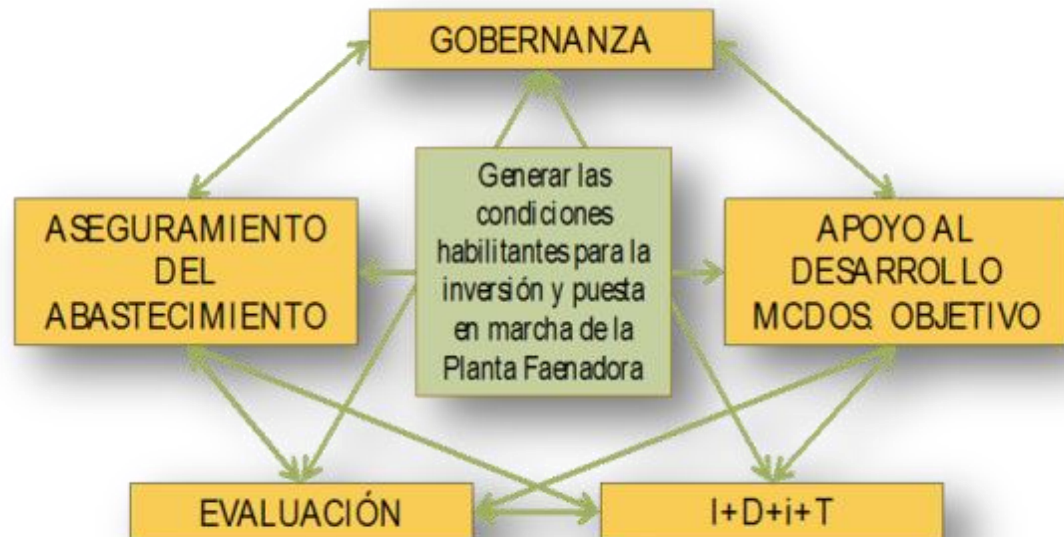 GOBERNANZA
Generar las
condiciones
habilitantes para la
inversión y puesta
en marcha de la
Planta Faenadora
ASEGURAMIENTO
DEL
ABASTECIMIENTO
APOYO AL
DESARROLLO
MCDOS. OBJETIVO
EVALUACIÓN
I+D+i+T